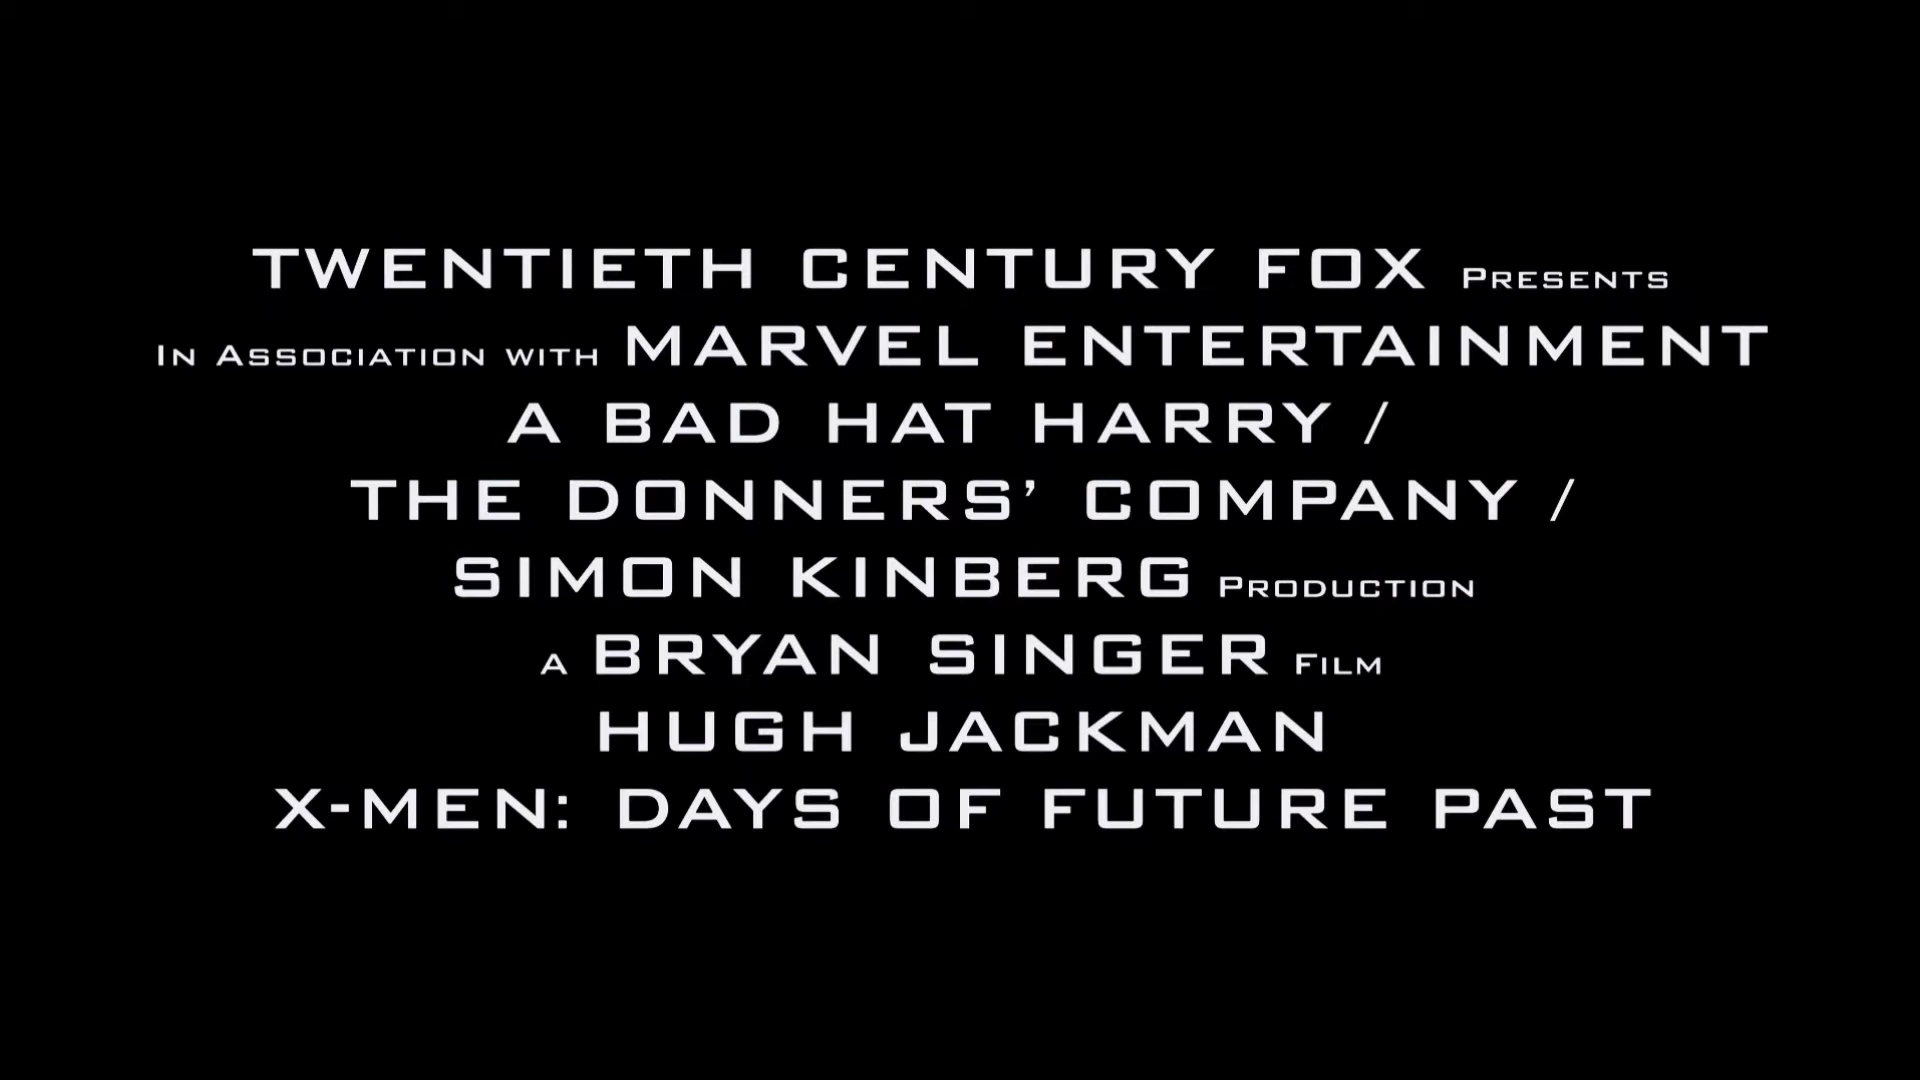 TWENTIETH CENTURY FOX PRESENTS
IN ASSOCIATION WITH MARVEL ENTERTAINMENT
A BAD HAT HARRY /
THE DONNERS’ COMPANY /
SIMON KINBERG PRODUCTION
A BRYAN SINGER FILM
HUGH JACKMAN
X-MEN: DAYS OF FUTURE PAST